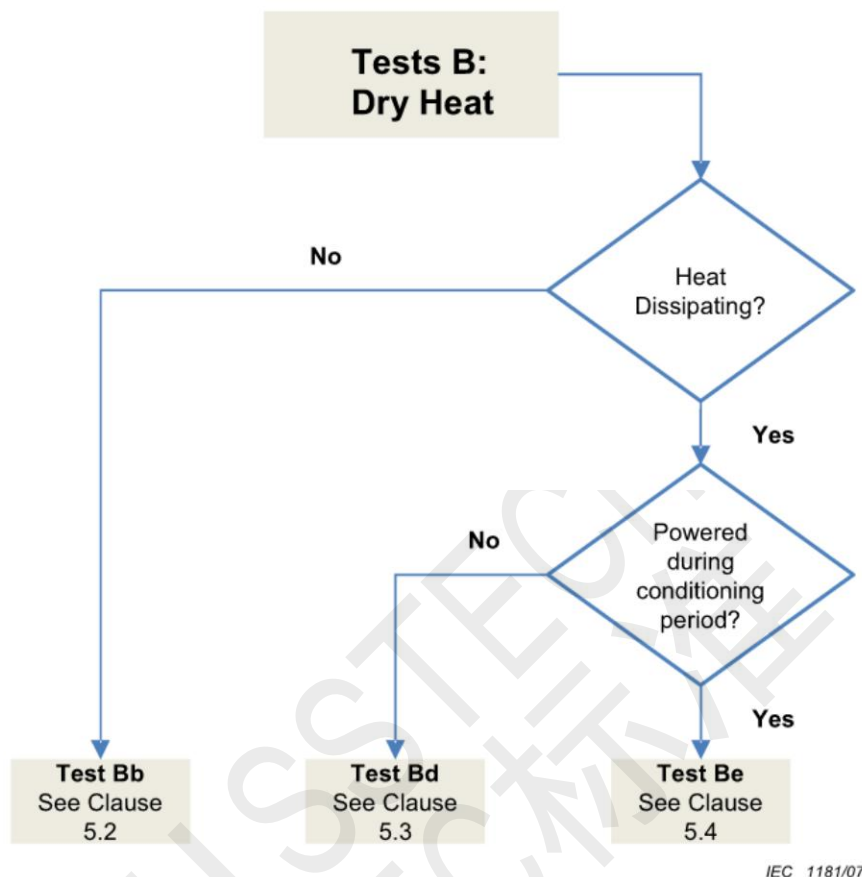 Tests B:
Dry Heat
Heat
Dissipating?
No
Yes
Powered
during
conditioning
period?
No
Yes
Test Bb
See Clause
5.2
Test Bd
See Clause
5.3
Test Be
See Clause
5.4
IEC 1181/07